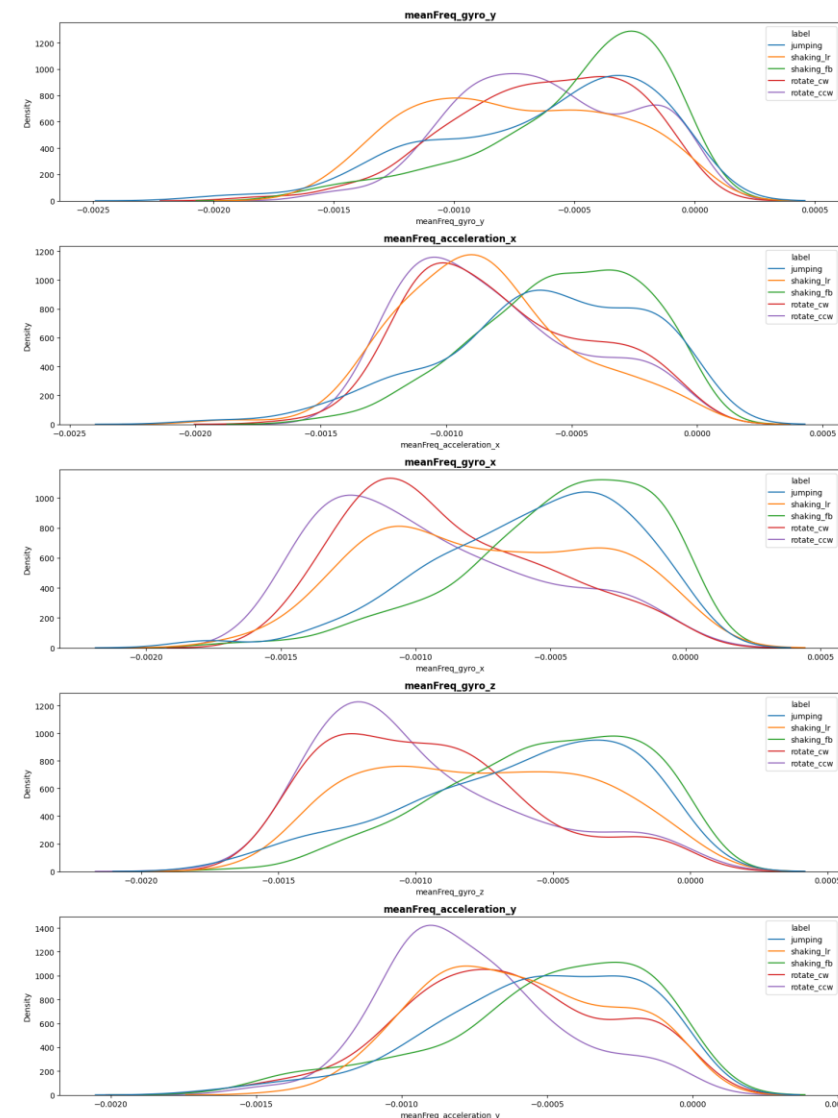 meanFreq_gyro_y
1200
1000
800
600
400
200
0
Density
−0.0025 −0.0020 −0.0015 −0.0010 −0.0005 0.0000 0.0005
meanFreq_gyro_y
label
jumping
shaking_lr
shaking_fb
rotate_cw
rotate_ccw
meanFreq_acceleration_x
1200
1000
800
600
400
200
0
Density
−0.0025 −0.0020 −0.0015 −0.0010 −0.0005 0.0000 0.0005
meanFreq_acceleration_x
label
jumping
shaking_lr
shaking_fb
rotate_cw
rotate_ccw
meanFreq_gyro_x
1000
800
600
400
200
0
Density
−0.0020 −0.0015 −0.0010 −0.0005 0.0000 0.0005
meanFreq_gyro_x
label
jumping
shaking_lr
shaking_fb
rotate_cw
rotate_ccw
meanFreq_gyro_z
1200
1000
800
600
400
200
0
Density
−0.0020 −0.0015 −0.0010 −0.0005 0.0000
meanFreq_gyro_z
label
jumping
shaking_lr
shaking_fb
rotate_cw
rotate_ccw
meanFreq_acceleration_y
1400
1200
1000
800
600
400
200
0
Density
−0.0020 −0.0015 −0.0010 −0.0005 0.0000
meanFreq_acceleration_y
label
jumping
shaking_lr
shaking_fb
rotate_cw
rotate_ccw